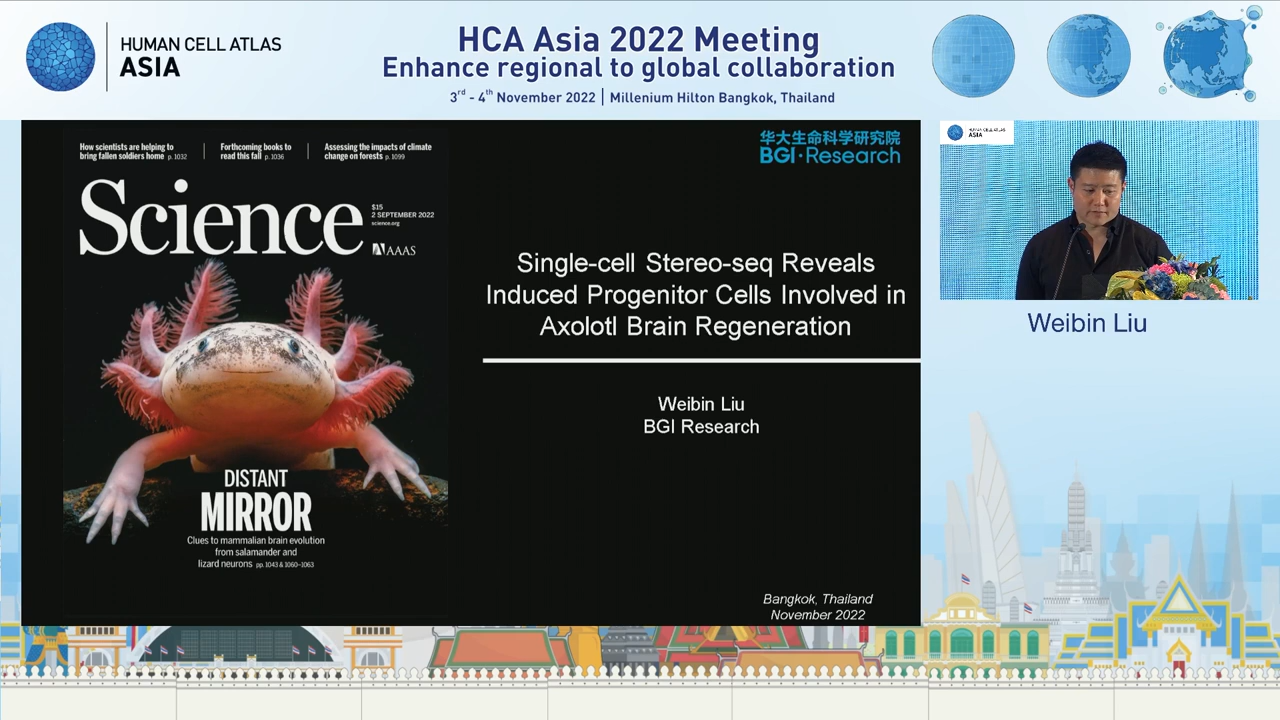 HUMAN CELL ATLAS
ASIA
HCA Asia 2022 Meeting
Enhance regional to global collaboration
3rd - 4th November 2022 | Millenium Hilton Bangkok, Thailand
How scientists are helping to
bring fallen soldiers home p. 1032
Forthcoming books to
read this fall p. 1036
Assessing the impacts of climate
change on forests p. 1099
Science
$15
2 SEPTEMBER 2022
science.org
AAAS
DISTANT
MIRROR
Clues to mammalian brain evolution
from salamander and
lizard neurons pp. 1043 & 1060–1063
华大生命科学研究院
BGI·Research
Single-cell Stereo-seq Reveals
Induced Progenitor Cells Involved in
Axolotl Brain Regeneration
Weibin Liu
BGI Research
Bangkok, Thailand
November 2022
HUMAN CELL ATLAS
ASIA
Weibin Liu